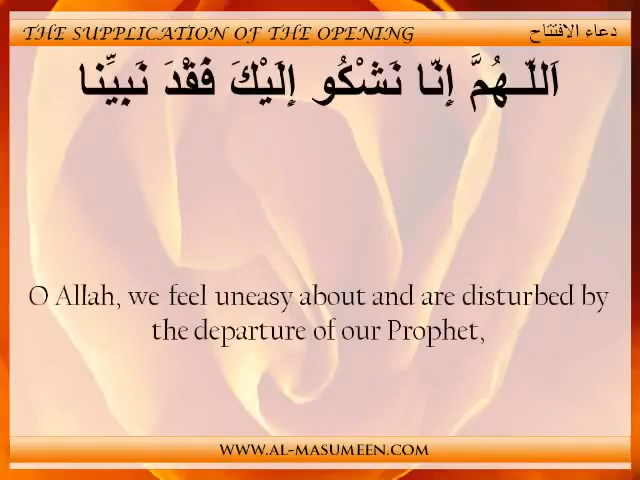 THE SUPPLICATION OF THE OPENING دعاء الافتتاح
اَللّـهُمَّ إِنّا نَشْكُو إِلَيْكَ فَقْدَ نَبِيِّنا
O Allah, we feel uneasy about and are disturbed by
the departure of our Prophet,
WWW.AL-MASUMEEN.COM